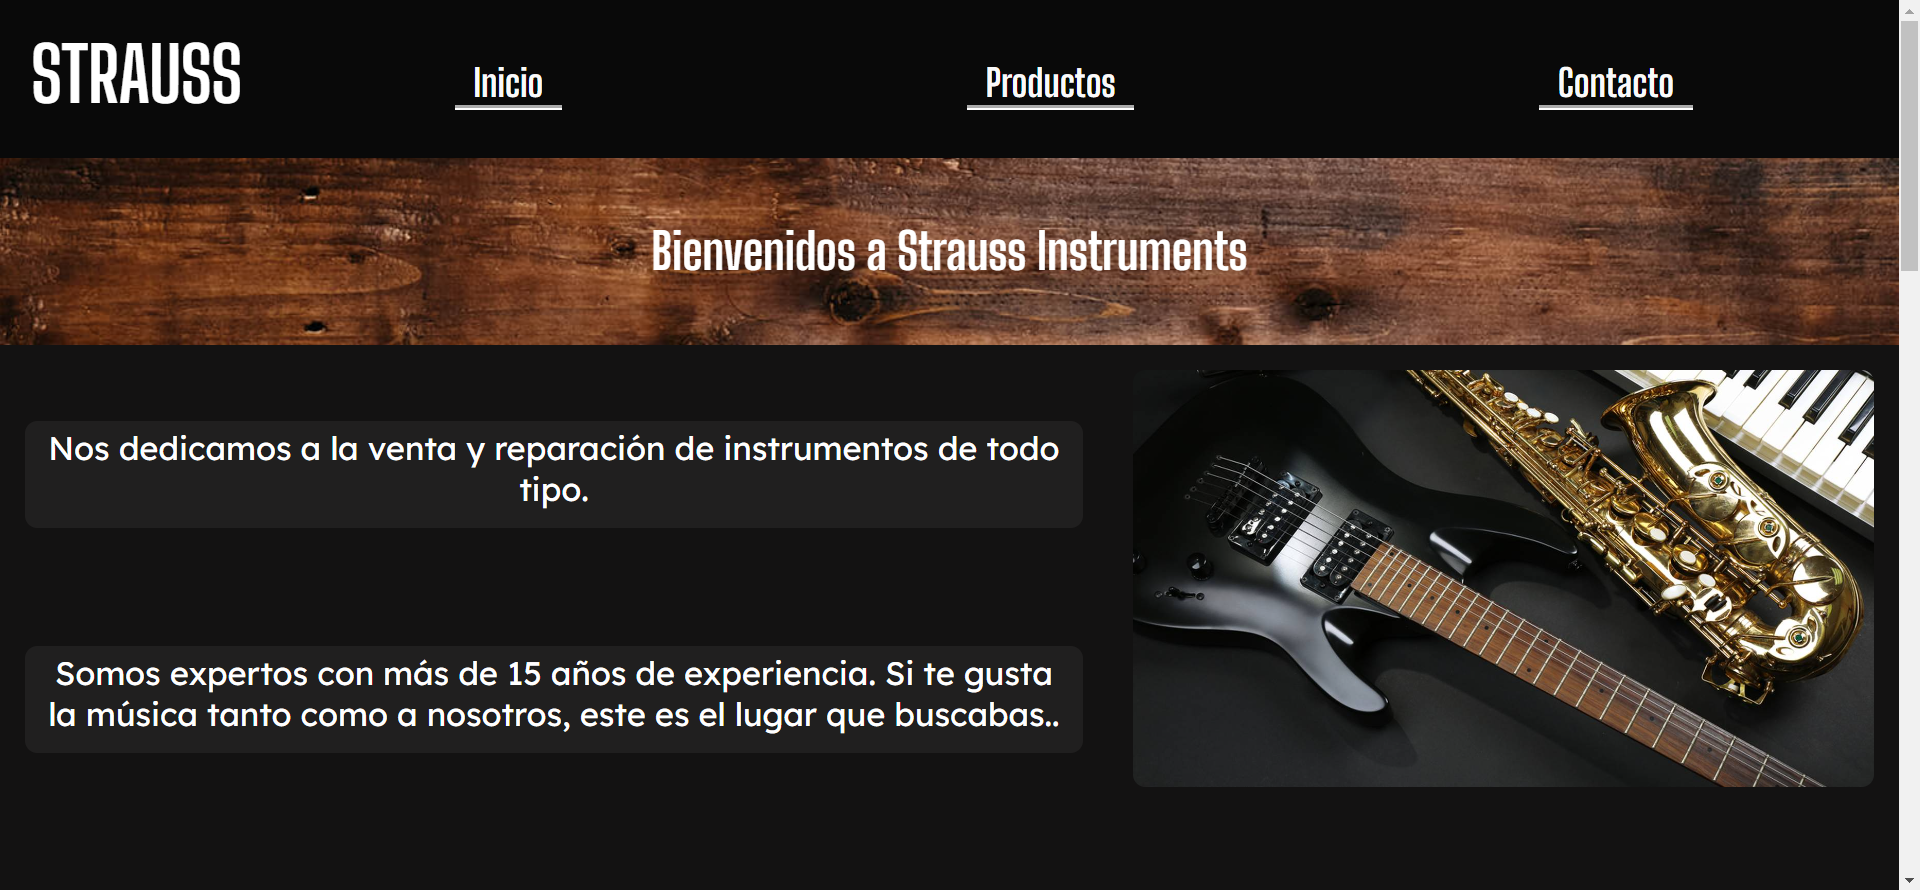 STRAUSS
Inicio
Productos
Contacto
Bienvenidos a Strauss Instruments
Nos dedicamos a la venta y reparación de instrumentos de todo
tipo.
Somos expertos con más de 15 años de experiencia. Si te gusta
la música tanto como a nosotros, este es el lugar que buscabas..